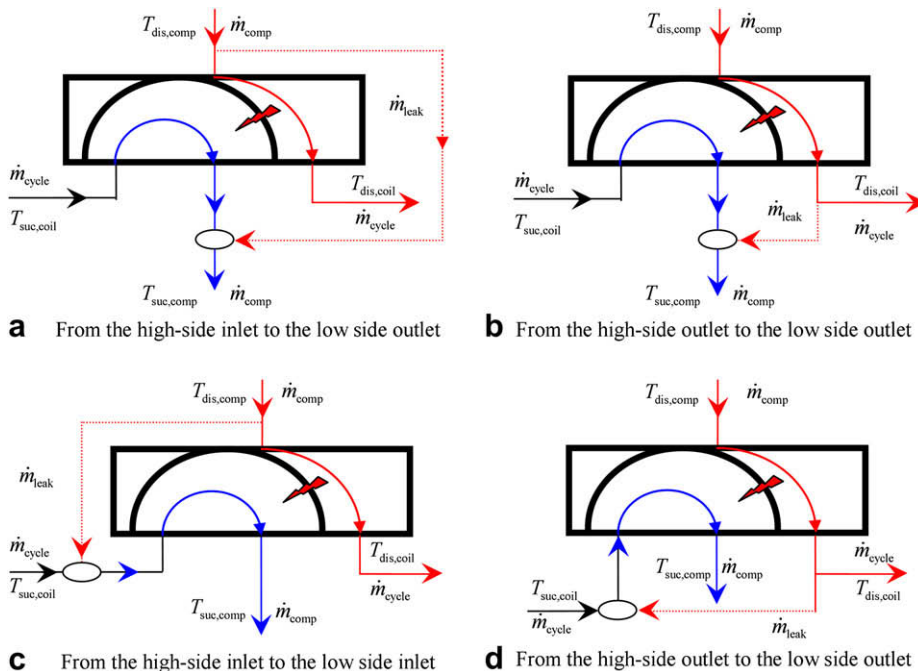 T_dis,comp ṁ_comp
ṁ_leak
ṁ_cycle
T_suc,coil
T_dis,coil
ṁ_cycle
T_suc,comp ṁ_comp
a From the high-side inlet to the low side outlet
T_dis,comp ṁ_comp
ṁ_cycle
T_suc,coil
T_dis,coil
ṁ_leak
ṁ_cycle
T_suc,comp ṁ_comp
b From the high-side outlet to the low side outlet
T_dis,comp ṁ_comp
ṁ_leak
ṁ_cycle
T_suc,coil
T_dis,coil
ṁ_cycle
T_suc,comp ṁ_comp
c From the high-side inlet to the low side inlet
T_dis,comp ṁ_comp
T_suc,coil
ṁ_cycle
T_suc,comp ṁ_comp
ṁ_cycle
T_dis,coil
ṁ_leak
d From the high-side outlet to the low side outlet